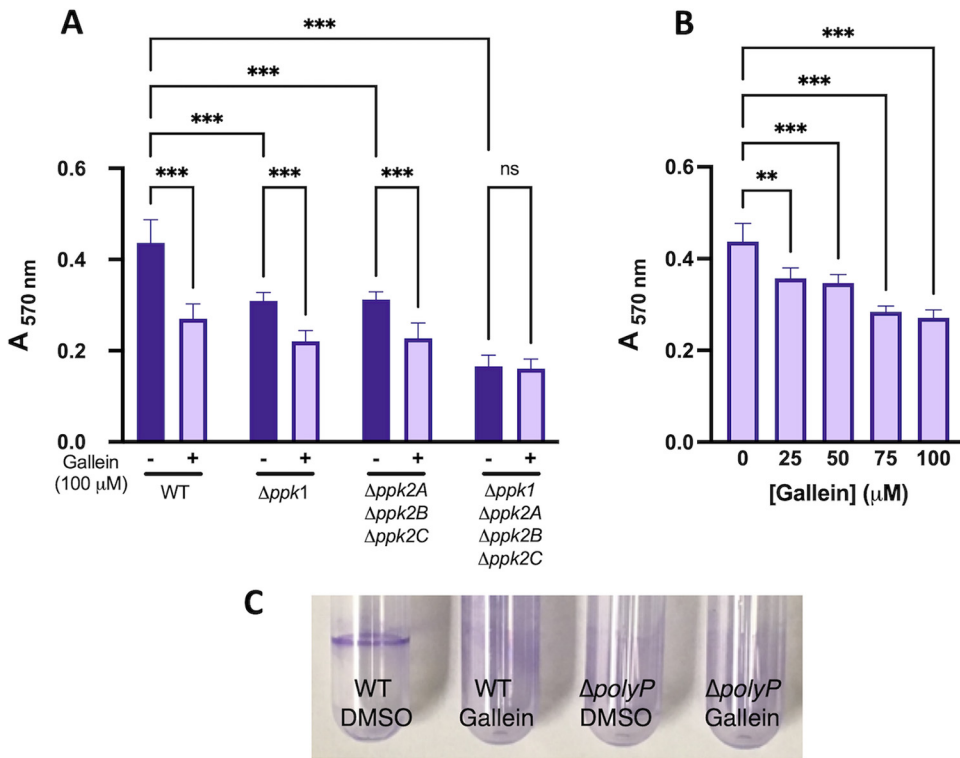 A
***
***
***
***
***
***
ns
0.6
0.4
0.2
0.0
A 570 nm
Gallein
(100 μM)
- + - + - + - +
WT
Δppk1
Δppk2A
Δppk2B
Δppk2C
Δppk1
Δppk2A
Δppk2B
Δppk2C
B
***
***
***
**
0.6
0.4
0.2
0.0
A 570 nm
0 25 50 75 100
[Gallein] (μM)
C
WT
DMSO
WT
Gallein
ΔpolyP
DMSO
ΔpolyP
Gallein